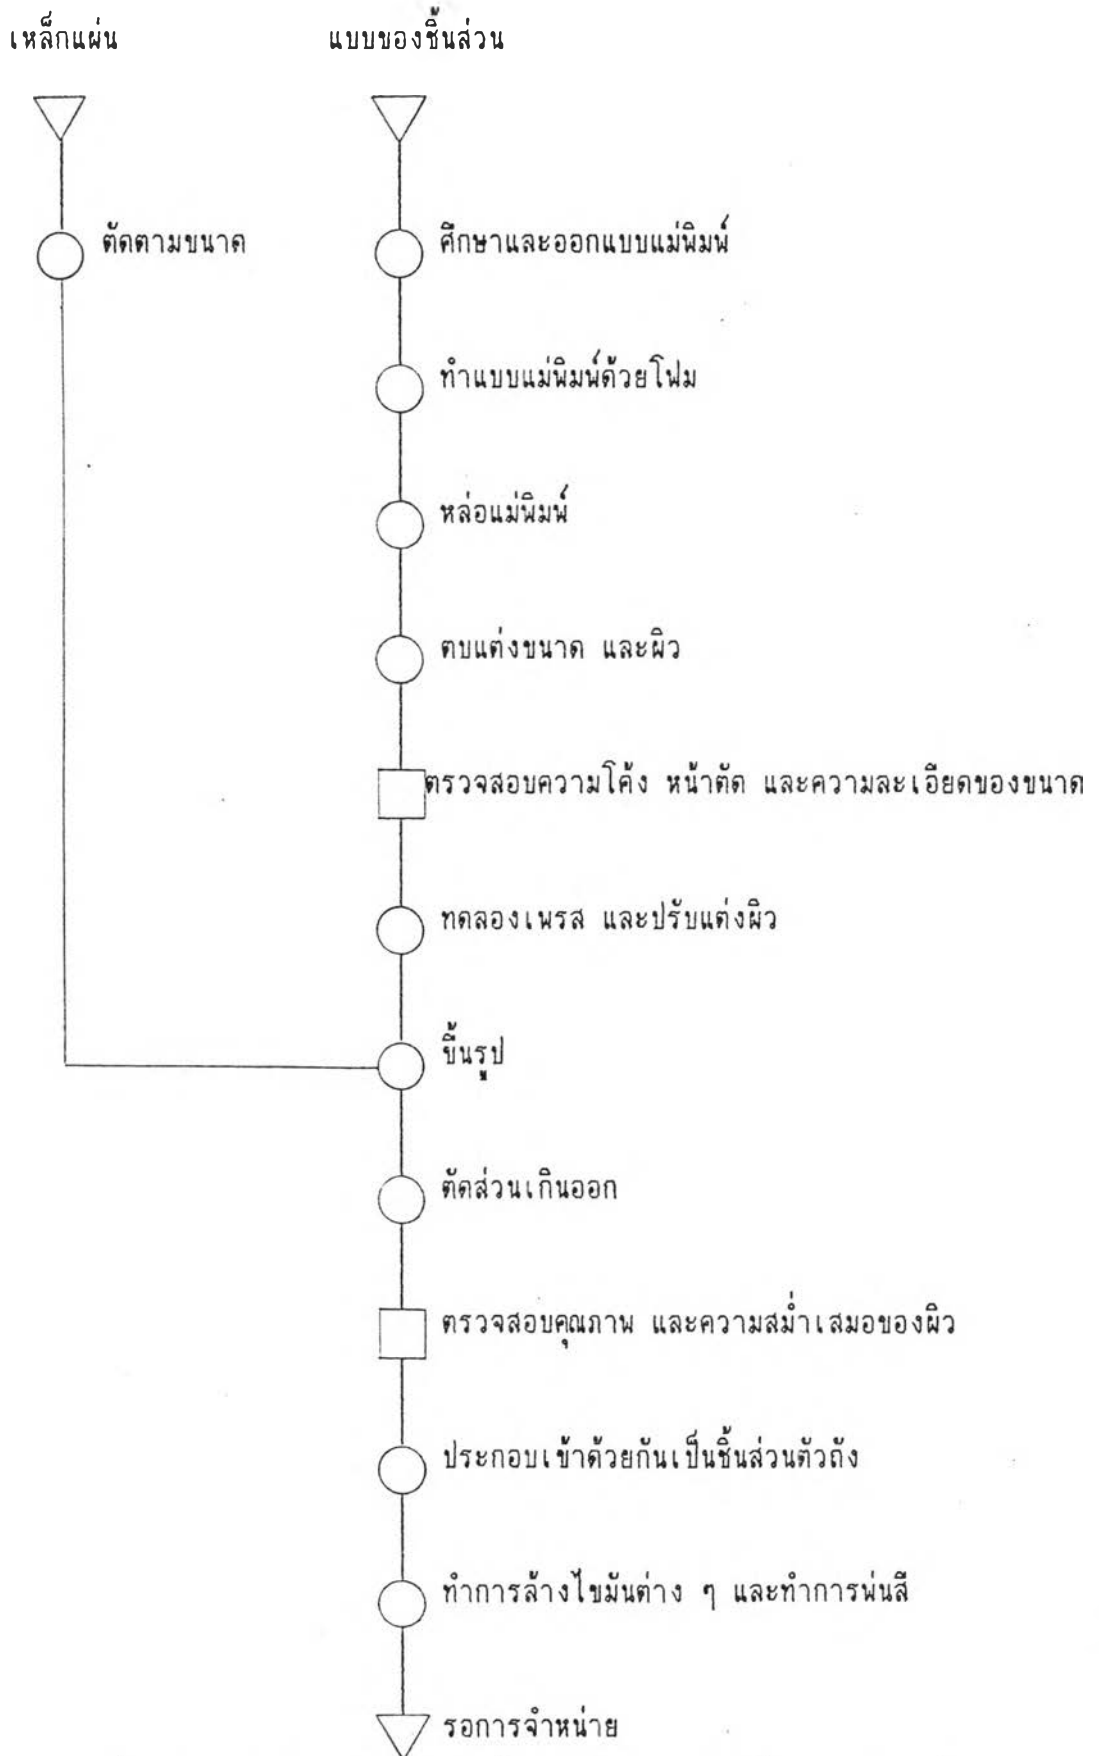 เหล็กแผ่น
แบบของชิ้นส่วน
ตัดตามขนาด
ศึกษาและออกแบบแม่พิมพ์
ทำแบบแม่พิมพ์ด้วยโฟม
หล่อแม่พิมพ์
ตบแต่งขนาด และผิว
ตรวจสอบความโค้ง หน้าตัด และความละเอียดของขนาด
ทดลองเพรส และปรับแต่งผิว
ขึ้นรูป
ตัดส่วนเกินออก
ตรวจสอบคุณภาพ และความสม่ำเสมอของผิว
ประกอบเข้าด้วยกันเป็นชิ้นส่วนตัวถัง
ทำการล้างไขมันต่าง ๆ และทำการพ่นสี
รอการจำหน่าย